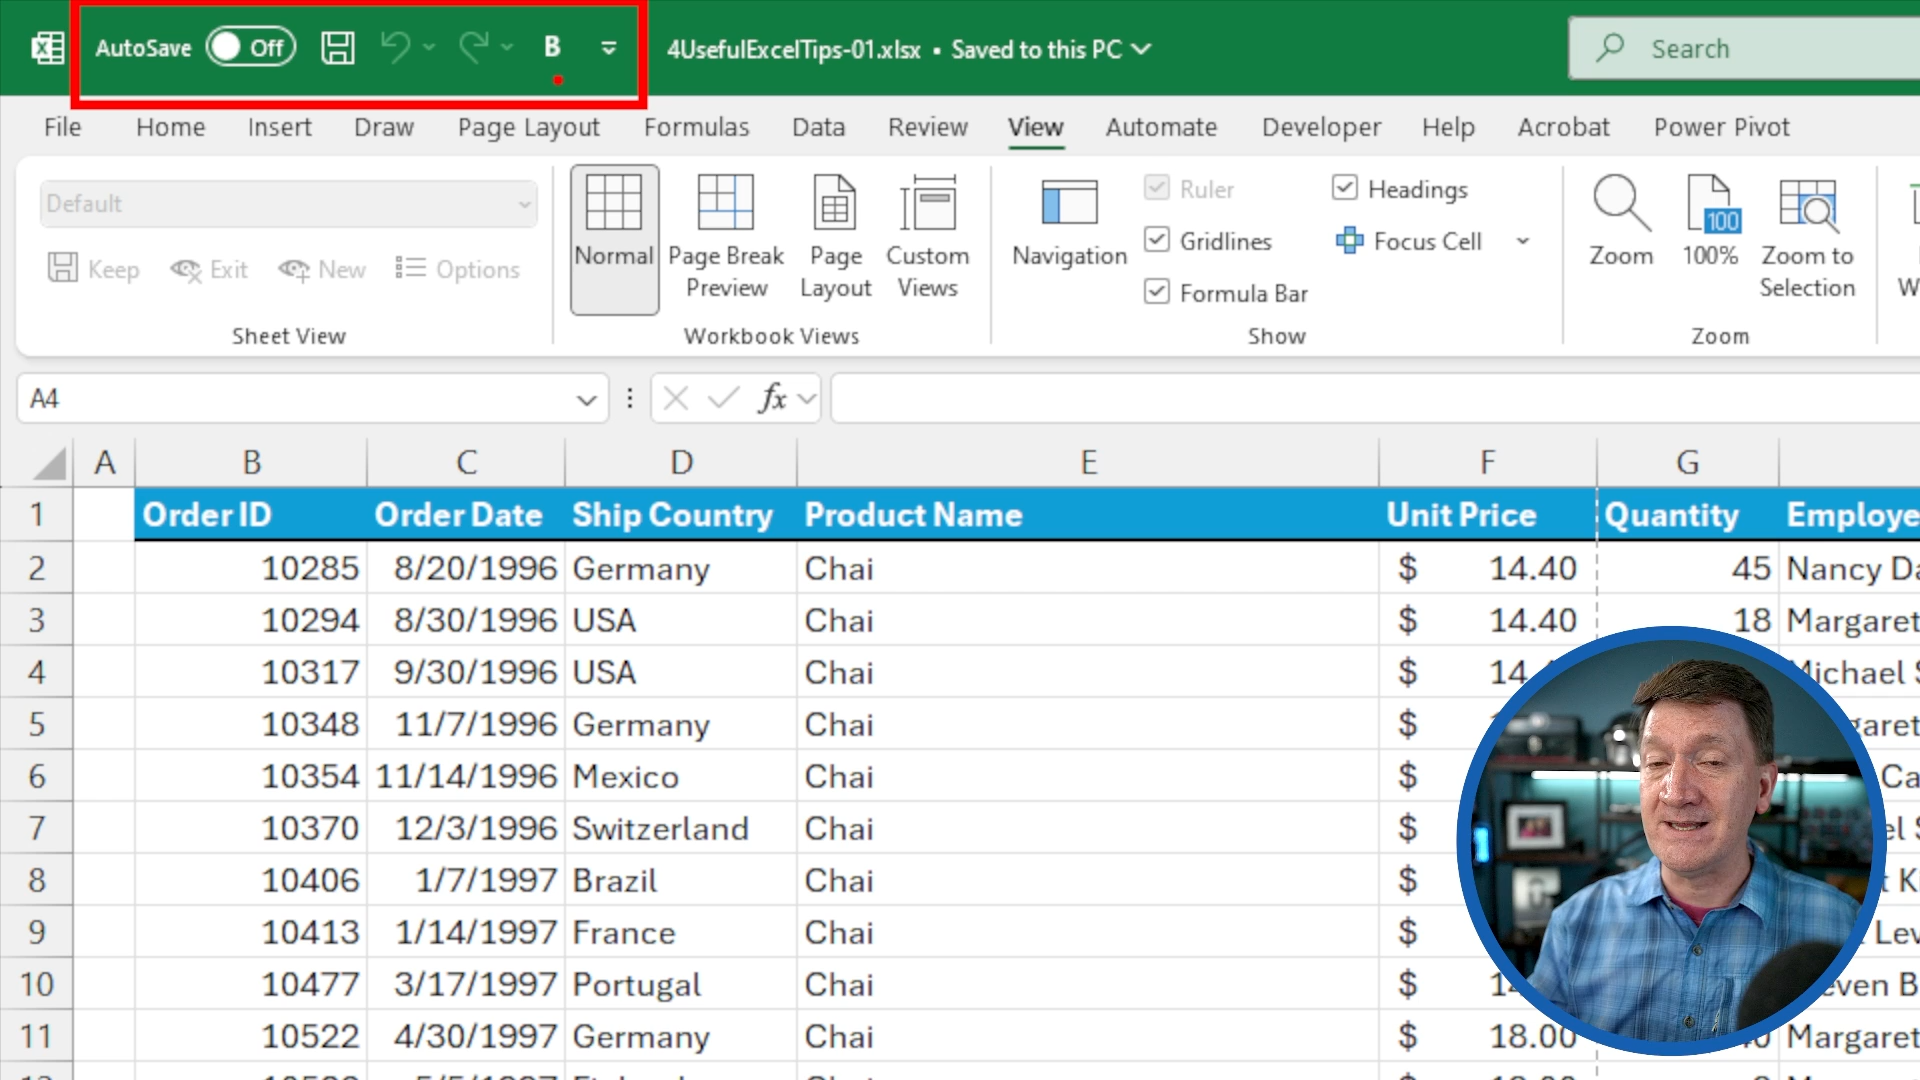 AutoSave Off B 4UsefulExcelTips-01.xlsx • Saved to this PC Search
File Home Insert Draw Page Layout Formulas Data Review View Automate Developer Help Acrobat Power Pivot
Default
Keep Exit New Options
Sheet View
Normal
Page Break
Preview
Page
Layout
Custom
Views
Workbook Views
Navigation
Ruler
Gridlines
Formula Bar
Headings
Focus Cell
Show
Zoom
100
100%
Zoom to
Selection
Zoom
A4 fx
A B C D E F G
1 Order ID Order Date Ship Country Product Name Unit Price Quantity Employe
2 10285 8/20/1996 Germany Chai $ 14.40 45 Nancy Da
3 10294 8/30/1996 USA Chai $ 14.40 18 Margaret
4 10317 9/30/1996 USA Chai $ Michael S
5 10348 11/7/1996 Germany Chai $
6 10354 11/14/1996 Mexico Chai $
7 10370 12/3/1996 Switzerland Chai $
8 10406 1/7/1997 Brazil Chai $
9 10413 1/14/1997 France Chai $
10 10477 3/17/1997 Portugal Chai $
11 10522 4/30/1997 Germany Chai $ 18.00 Margaret